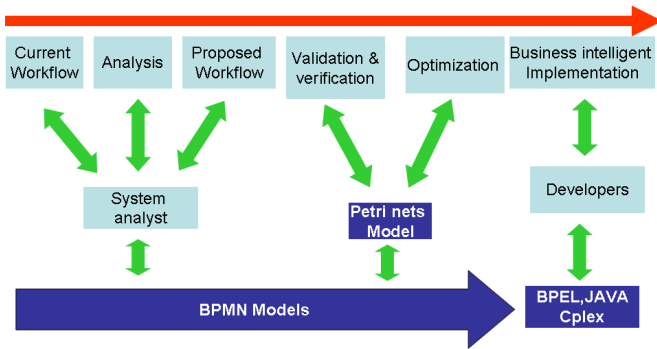 Current
Workflow
Analysis
Proposed
Workflow
Validation &
verification
Optimization
Business intelligent
Implementation
System
analyst
Petri nets
Model
Developers
BPMN Models
BPEL,JAVA
Cplex